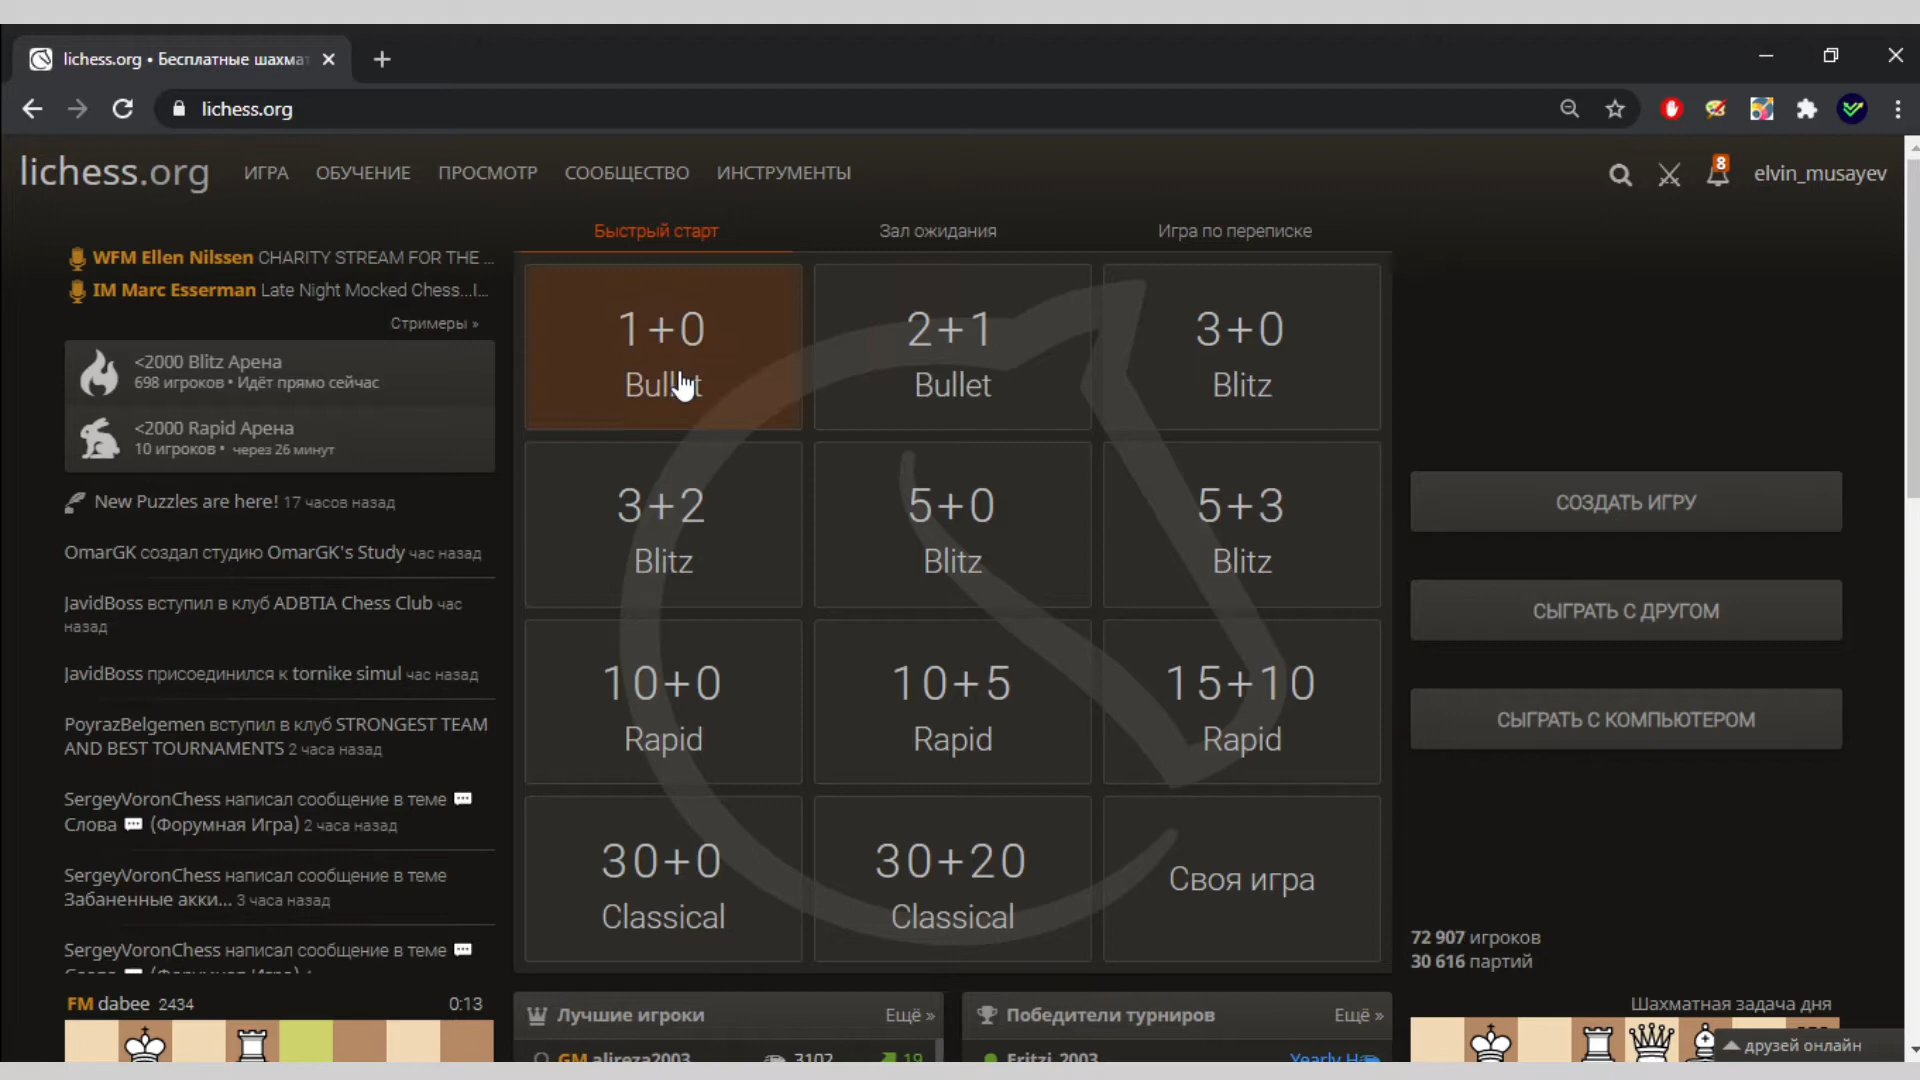 lichess.org • Бесплатные шахма
lichess.org
lichess.org
ИГРА
ОБУЧЕНИЕ
ПРОСМОТР
СООБЩЕСТВО
ИНСТРУМЕНТЫ
8
elvin_musayev
WFM Ellen Nilssen CHARITY STREAM FOR THE ...
IM Marc Esserman Late Night Mocked Chess...I...
Стримеры »
<2000 Blitz Арена
698 игроков • Идёт прямо сейчас
<2000 Rapid Арена
10 игроков • через 26 минут
New Puzzles are here! 17 часов назад
OmarGK создал студию OmarGK's Study час назад
JavidBoss вступил в клуб ADBTIA Chess Club час
назад
JavidBoss присоединился к tornike simul час назад
PoyrazBelgemen вступил в клуб STRONGEST TEAM
AND BEST TOURNAMENTS 2 часа назад
SergeyVoronChess написал сообщение в теме
Слова (Форумная Игра) 2 часа назад
SergeyVoronChess написал сообщение в теме
Забаненные акки... 3 часа назад
SergeyVoronChess написал сообщение в теме
FM dabee 2434 0:13
Быстрый старт
Зал ожидания
Игра по переписке
1+0
Bullet
2+1
Bullet
3+0
Blitz
3+2
Blitz
5+0
Blitz
5+3
Blitz
10+0
Rapid
10+5
Rapid
15+10
Rapid
30+0
Classical
30+20
Classical
Своя игра
СОЗДАТЬ ИГРУ
СЫГРАТЬ С ДРУГОМ
СЫГРАТЬ С КОМПЬЮТЕРОМ
72 907 игроков
30 616 партий
Лучшие игроки Ещё »
GM alireza2003 3102 19
Победители турниров Ещё »
Fritzi_2003
Шахматная задача дня
друзей онлайн